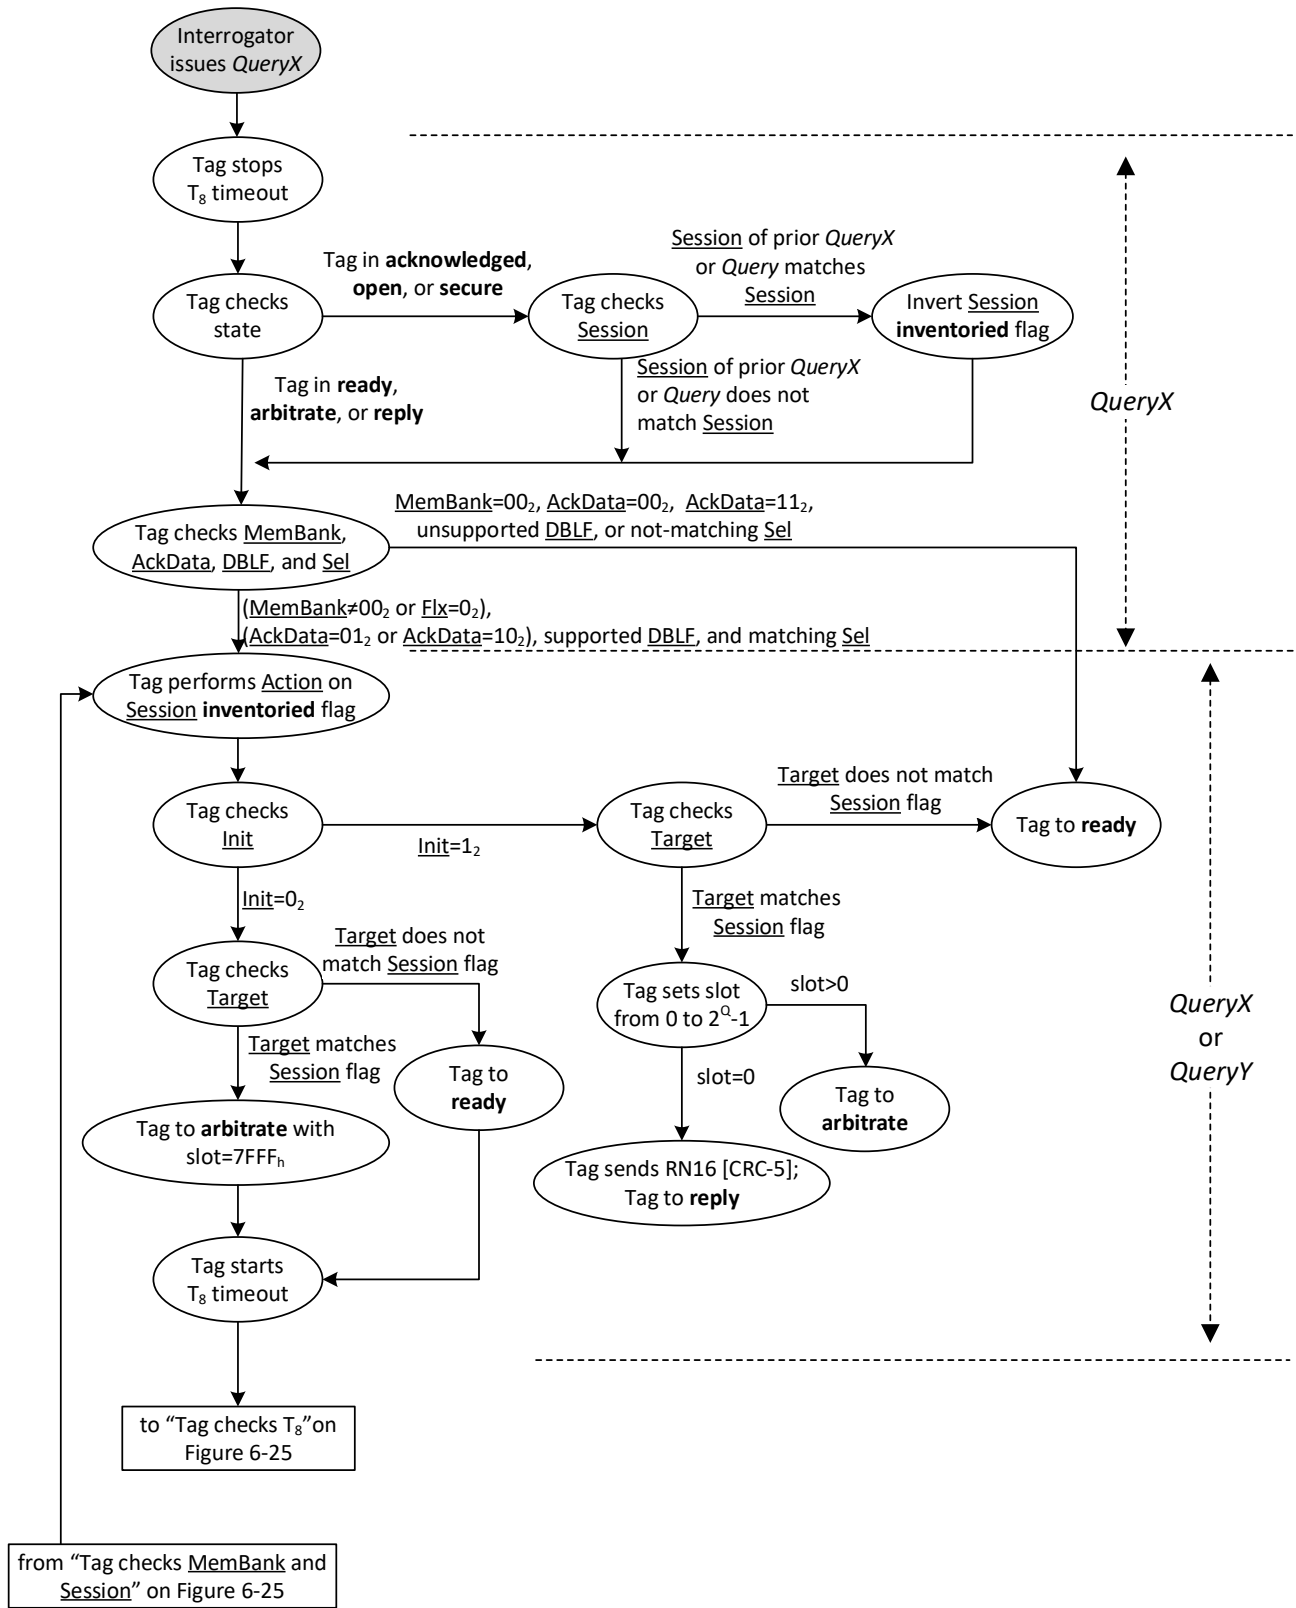 Interrogator
issues QueryX
Tag stops
T₈ timeout
Tag checks
state
Tag in acknowledged,
open, or secure
Tag checks
Session
Session of prior QueryX
or Query matches
Session
Invert Session
inventoried flag
Session of prior QueryX
or Query does not
match Session
Tag in ready,
arbitrate, or reply
QueryX
Tag checks MemBank,
AckData, DBLF, and Sel
MemBank=00₂, AckData=00₂, AckData=11₂,
unsupported DBLF, or not-matching Sel
(MemBank≠00₂ or Flx=0₂),
(AckData=01₂ or AckData=10₂), supported DBLF, and matching Sel
Tag performs Action on
Session inventoried flag
Tag checks
Init
Init=1₂
Tag checks
Target
Target does not match
Session flag
Tag to ready
Init=0₂
Tag checks
Target
Target does not
match Session flag
Target matches
Session flag
Tag to
ready
Target matches
Session flag
Tag sets slot
from 0 to 2^Q-1
slot>0
Tag to
arbitrate
slot=0
Tag sends RN16 [CRC-5];
Tag to reply
QueryX
or
QueryY
Tag to arbitrate with
slot=7FFFₕ
Tag starts
T₈ timeout
to “Tag checks T₈”on
Figure 6-25
from “Tag checks MemBank and
Session” on Figure 6-25